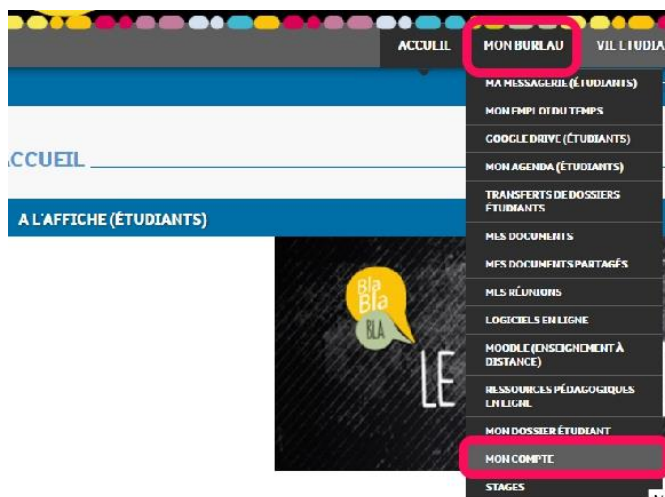 ACCUEIL MON BUREAU VIE ETUDIA
MA MESSAGERIE (ÉTUDIANTS)
MON EMPLOI DU TEMPS
GOOGLE DRIVE (ÉTUDIANTS)
MON AGENDA (ÉTUDIANTS)
TRANSFERTS DE DOSSIERS
ÉTUDIANTS
MES DOCUMENTS
MES DOCUMENTS PARTAGÉS
MES RÉUNIONS
LOGICIELS EN LIGNE
MOODLE (ENSEIGNEMENT À
DISTANCE)
RESSOURCES PÉDAGOGIQUES
EN LIGNE
MON DOSSIER ÉTUDIANT
MON COMPTE
STAGES
CCUEIL
A L'AFFICHE (ÉTUDIANTS)
Bla
Bla
BLA
LE